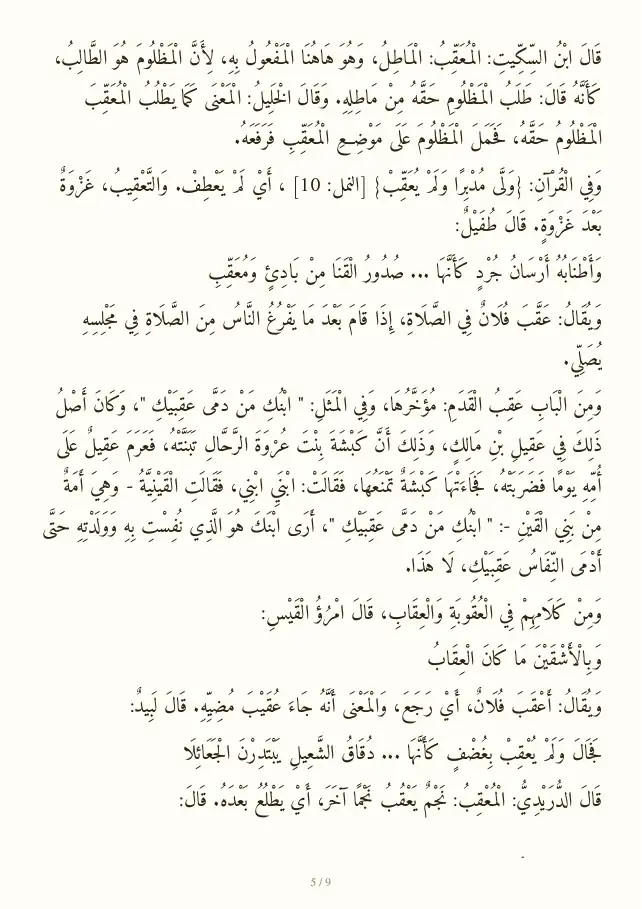 قَالَ ابْنُ السِّكِّيتِ: الْمُعَقِّبُ: الْمَاطِلُ، وَهُوَ هَاهُنَا الْمَفْعُولُ بِهِ، لِأَنَّ الْمَظْلُومَ هُوَ الطَّالِبُ،
كَأَنَّهُ قَالَ: طَلَبُ الْمَظْلُومِ حَقَّهُ مِنْ مَاطِلِهِ. وَقَالَ الْخَلِيلُ: الْمَعْنَى كَمَا يَطْلُبُ الْمُعَقِّبَ
الْمَظْلُومُ حَقَّهُ، فَحَمَلَ الْمَظْلُومَ عَلَى مَوْضِعِ الْمُعَقِّبِ فَرَفَعَهُ.
وَفِي الْقُرْآنِ: {وَلَّى مُدْبِرًا وَلَمْ يُعَقِّبْ} [النمل: 10] ، أَيْ لَمْ يَعْطِفْ. وَالتَّعْقِيبُ، غَزْوَةٌ
بَعْدَ غَزْوَةٍ. قَالَ طُفَيْلٌ:
وَأَطْنَابُهُ أَرْسَانُ جُرْدٍ كَأَنَّهَا ... صُدُورُ الْقَنَا مِنْ بَادِئٍ وَمُعَقِّبِ
وَيُقَالُ: عَقَّبَ فُلَانٌ فِي الصَّلَاةِ، إِذَا قَامَ بَعْدَ مَا يَفْرُغُ النَّاسُ مِنَ الصَّلَاةِ فِي مَجْلِسِهِ
يُصَلِّي.
وَمِنَ الْبَابِ عَقِبُ الْقَدَمِ: مُؤَخَّرُهَا، وَفِي الْمَثَلِ: " ابْنُكِ مَنْ دَمَّى عَقِبَيْكِ "، وَكَانَ أَصْلُ
ذَلِكَ فِي عَقِيلِ بْنِ مَالِكٍ، وَذَلِكَ أَنَّ كَبْشَةَ بِنْتَ عُرْوَةَ الرَّحَّالِ تَبَنَّتْهُ، فَعَرَمَ عَقِيلٌ عَلَى
أُمِّهِ يَوْمًا فَضَرَبَتْهُ، فَجَاءَتْهَا كَبْشَةُ تَمْنَعُهَا، فَقَالَتْ: ابْنِي ابْنِي، فَقَالَتِ الْقَيْنِيَّةُ - وَهِيَ أَمَةٌ
مِنْ بَنِي الْقَيْنِ -: " ابْنُكِ مَنْ دَمَّى عَقِبَيْكِ "، أَرَى ابْنَكِ هُوَ الَّذِي نُفِسْتِ بِهِ وَوَلَدْتِهِ حَتَّى
أَدْمَى النِّفَاسُ عَقِبَيْكِ، لَا هَذَا.
وَمِنْ كَلَامِهِمْ فِي الْعُقُوبَةِ وَالْعِقَابِ، قَالَ امْرُؤُ الْقَيْسِ:
وَبِالْأَشْقَيْنَ مَا كَانَ الْعِقَابُ
وَيُقَالُ: أَعْقَبَ فُلَانٌ، أَيْ رَجَعَ، وَالْمَعْنَى أَنَّهُ جَاءَ عُقَيْبَ مُضِيِّهِ. قَالَ لَبِيدٌ:
فَجَالَ وَلَمْ يُعْقِبْ بِغُضْفٍ كَأَنَّهَا ... دُقَاقُ الشَّعِيلِ يَبْتَدِرْنَ الْجَعَائِلَا
قَالَ الدُّرَيْدِيُّ: الْمُعْقِبُ: نَجْمٌ يَعْقُبُ نَجْمًا آخَرَ، أَيْ يَطْلُعُ بَعْدَهُ. قَالَ:
5 / 9